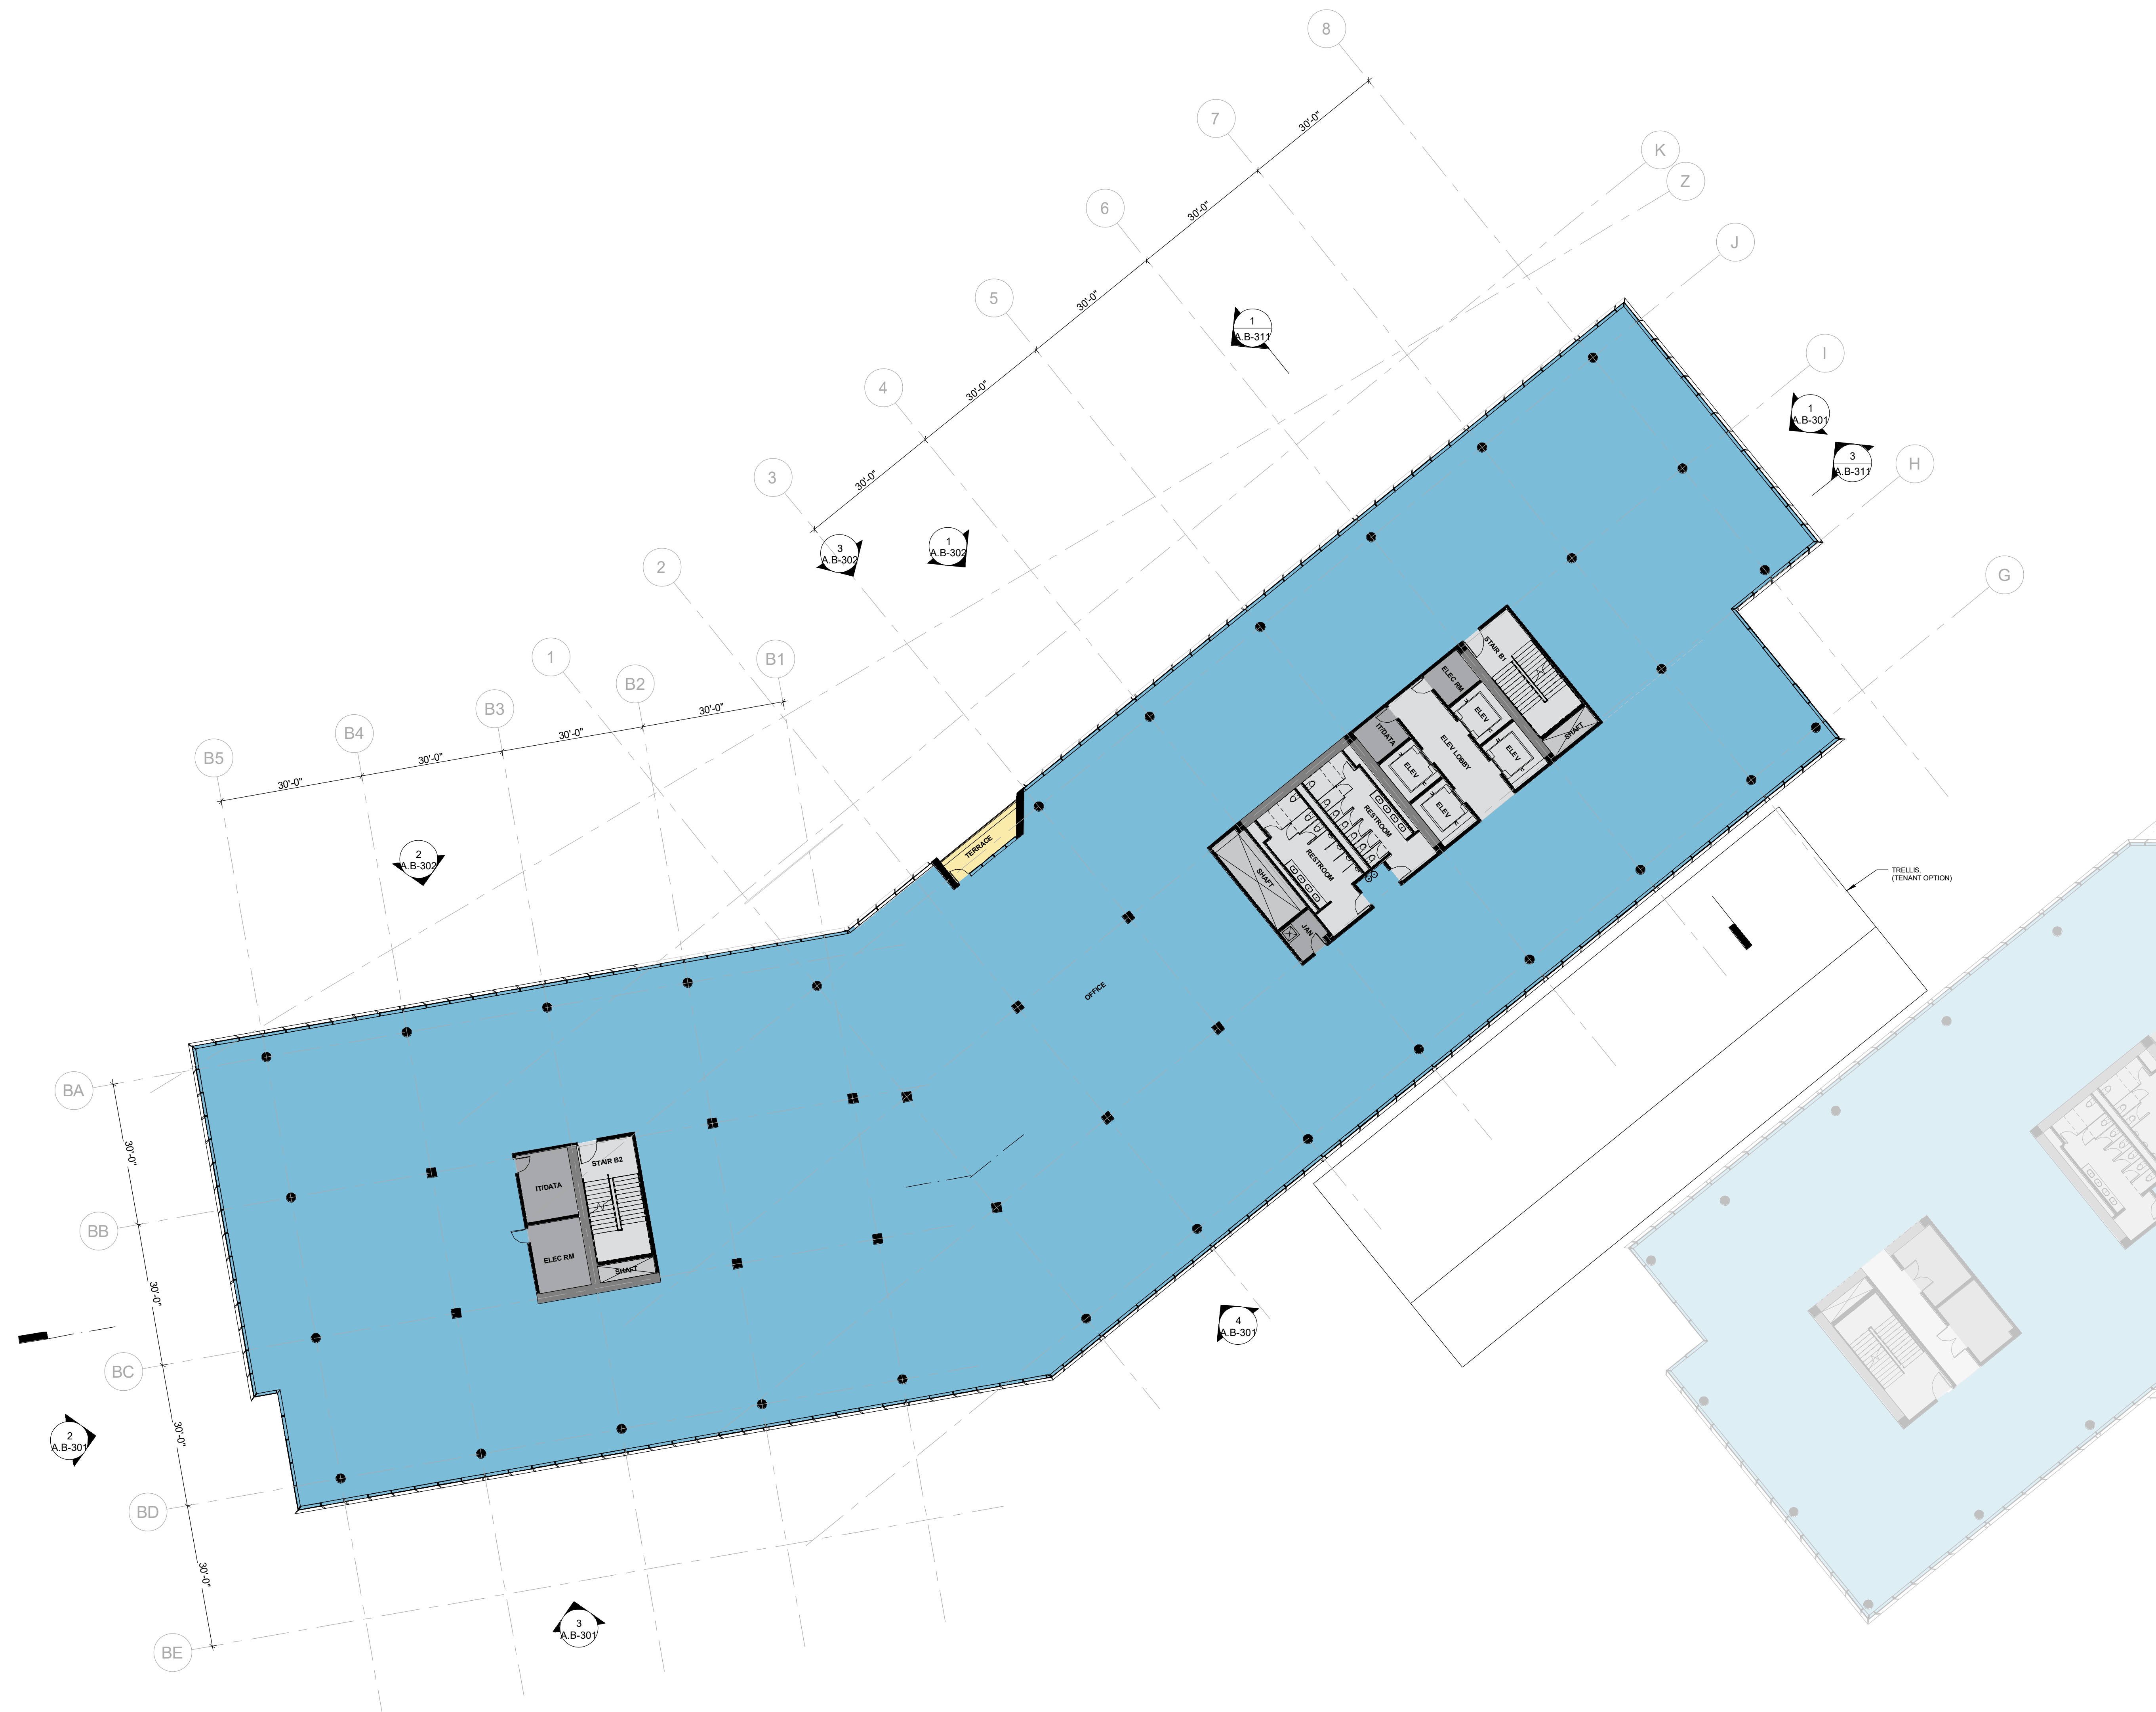 8
7
K
Z
6
J
5
I
4
H
3
G
2
1
B1
B2
B3
B4
B5
30'-0"
30'-0"
30'-0"
30'-0"
30'-0"
30'-0"
30'-0"
30'-0"
30'-0"
1
A.B-311
1
A.B-301
3
A.B-311
3
A.B-302
1
A.B-302
2
A.B-302
STAIR B1
ELEC RM
ELEV
SHAFT
IT/DATA
ELEV LOBBY
ELEV
ELEV
ELEV
RESTROOM
RESTROOM
SHAFT
JAN
TERRACE
TRELLIS.
(TENANT OPTION)
OFFICE
BA
30'-0"
BB
30'-0"
BC
30'-0"
BD
30'-0"
BE
STAIR B2
IT/DATA
ELEC RM
SHAFT
4
A.B-301
2
A.B-301
3
A.B-301